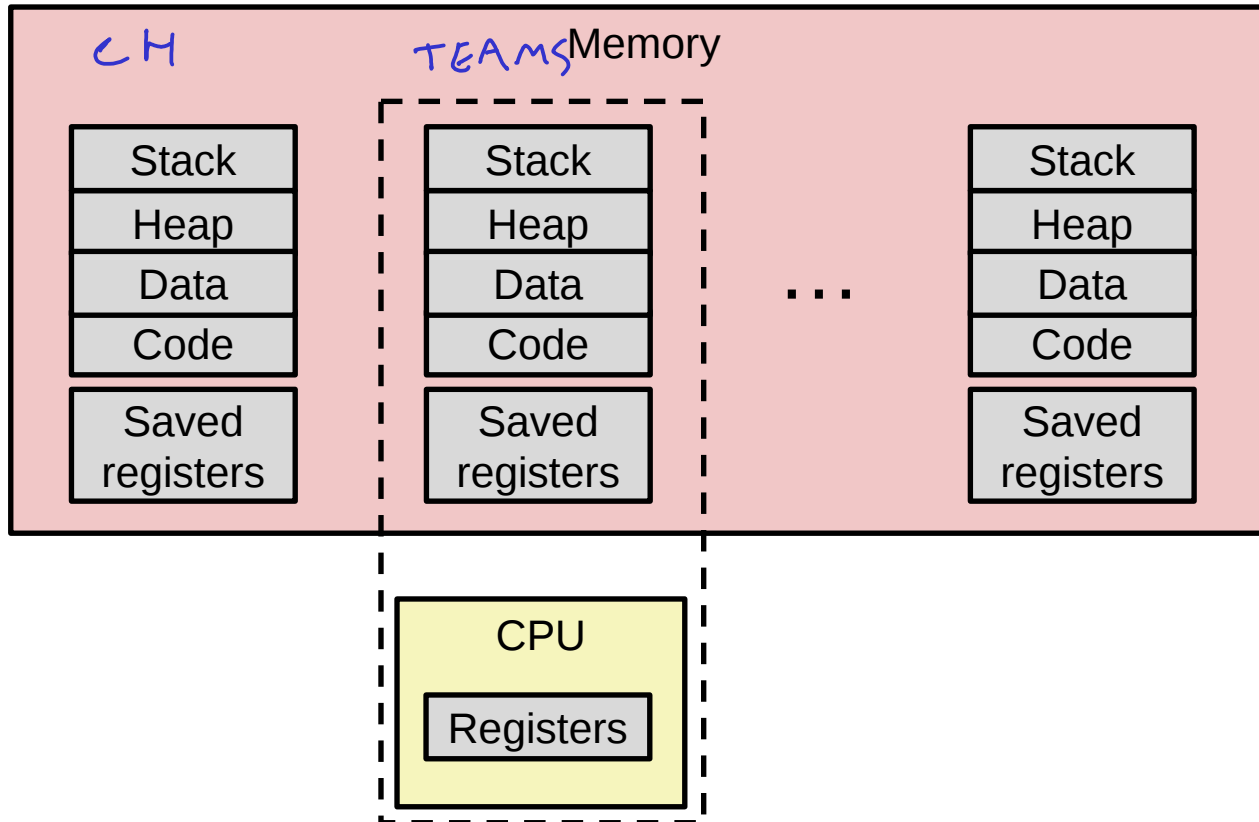 CH
TEAMS Memory
Stack
Heap
Data
Code
Saved
registers
Stack
Heap
Data
Code
Saved
registers
...
Stack
Heap
Data
Code
Saved
registers
CPU
Registers